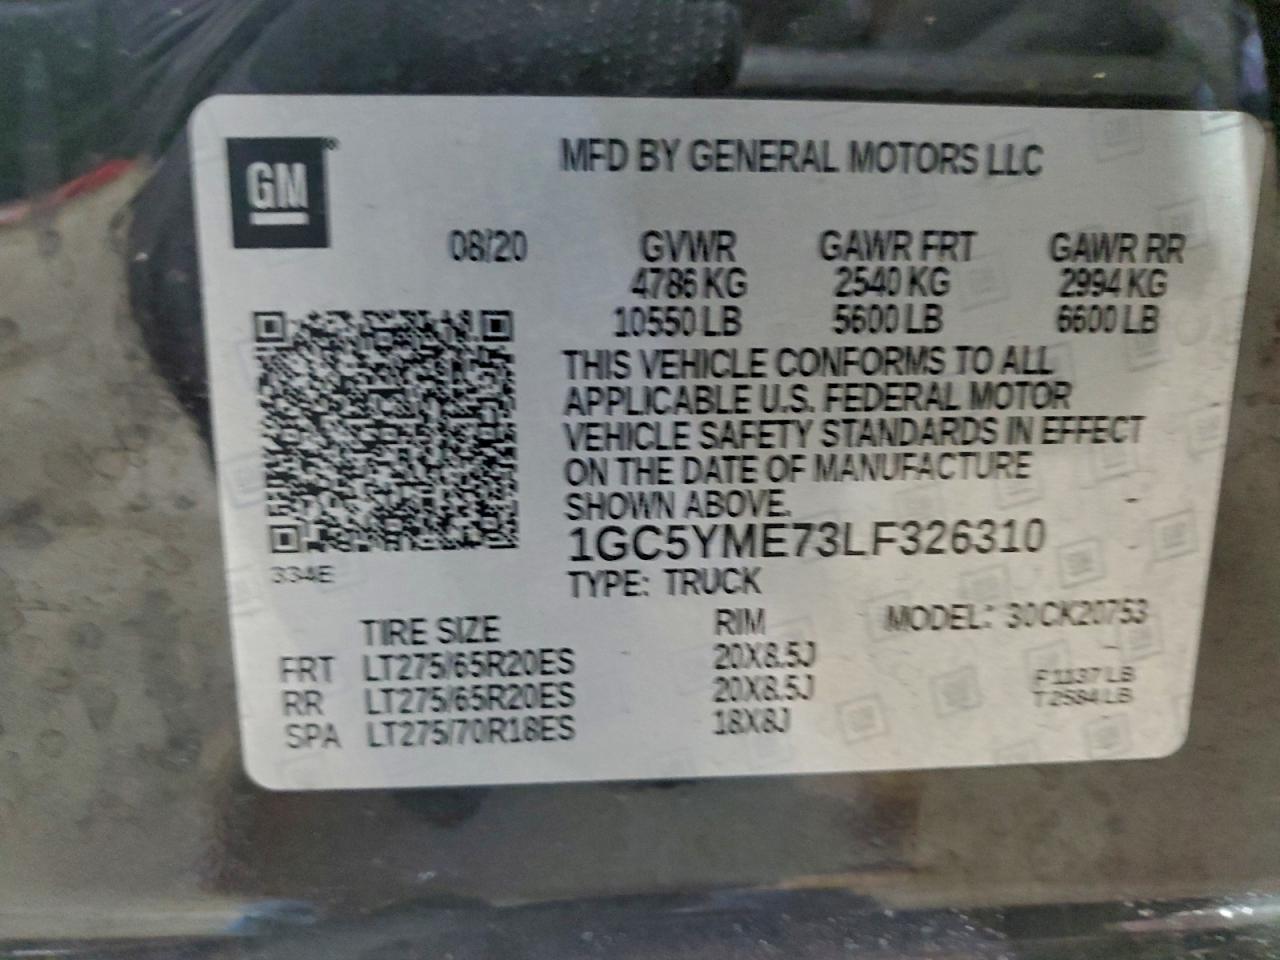 GM
MFD BY GENERAL MOTORS LLC
08/20 GVWR GAWR FRT GAWR RR
4786 KG 2540 KG 2994 KG
10550 LB 5600 LB 6600 LB
THIS VEHICLE CONFORMS TO ALL
APPLICABLE U.S. FEDERAL MOTOR
VEHICLE SAFETY STANDARDS IN EFFECT
ON THE DATE OF MANUFACTURE
SHOWN ABOVE.
1GC5YME73LF326310
334E
TYPE: TRUCK
MODEL: 30CK20753
TIRE SIZE RIM
FRT LT275/65R20ES 20X8.5J
RR LT275/65R20ES 20X8.5J
SPA LT275/70R18ES 18X8J
F 1137 LB
T 2584 LB